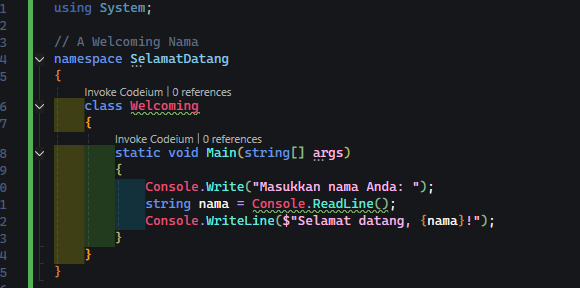 1 using System;
2
3 // A Welcoming Nama
4 namespace SelamatDatang
5 {
Invoke Codeium | 0 references
6 class Welcoming
7 {
Invoke Codeium | 0 references
8 static void Main(string[] args)
9 {
0 Console.Write("Masukkan nama Anda: ");
1 string nama = Console.ReadLine();
2 Console.WriteLine($"Selamat datang, {nama}!");
3 }
4 }
5 }
6